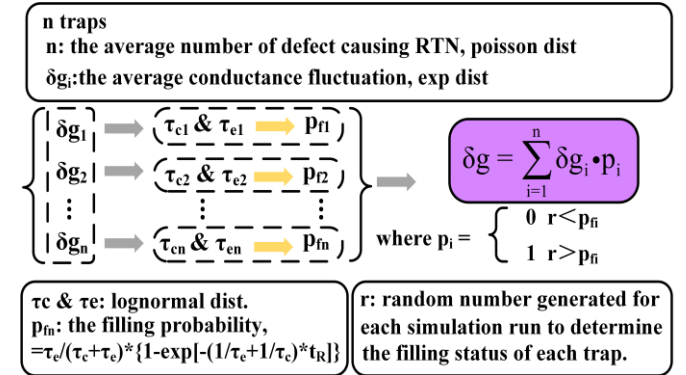 n traps
n: the average number of defect causing RTN, poisson dist
δgᵢ:the average conductance fluctuation, exp dist
δg₁ τc1 & τe1 pf1
δg₂ τc2 & τe2 pf2
⋮ ⋮ ⋮
δgn τcn & τen pfn
δg = ∑ᵢ₌₁ⁿ δgᵢ•pᵢ
where pᵢ = { 0 r<pfi
1 r>pfi
τc & τe: lognormal dist.
pfn: the filling probability,
=τe/(τc+τe)*{1-exp[-(1/τe+1/τc)*tR]}
r: random number generated for
each simulation run to determine
the filling status of each trap.